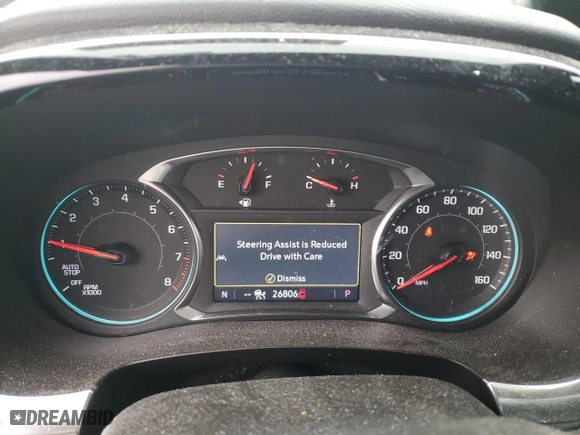 E F
C H
1 2 3 4 5 6 7 8
AUTO
STOP
OFF
RPM
X1000
Steering Assist is Reduced
Drive with Care
Dismiss
N -- 26806 P
0 20 40 60 80 100 120 140 160
MPH
DREAMBID